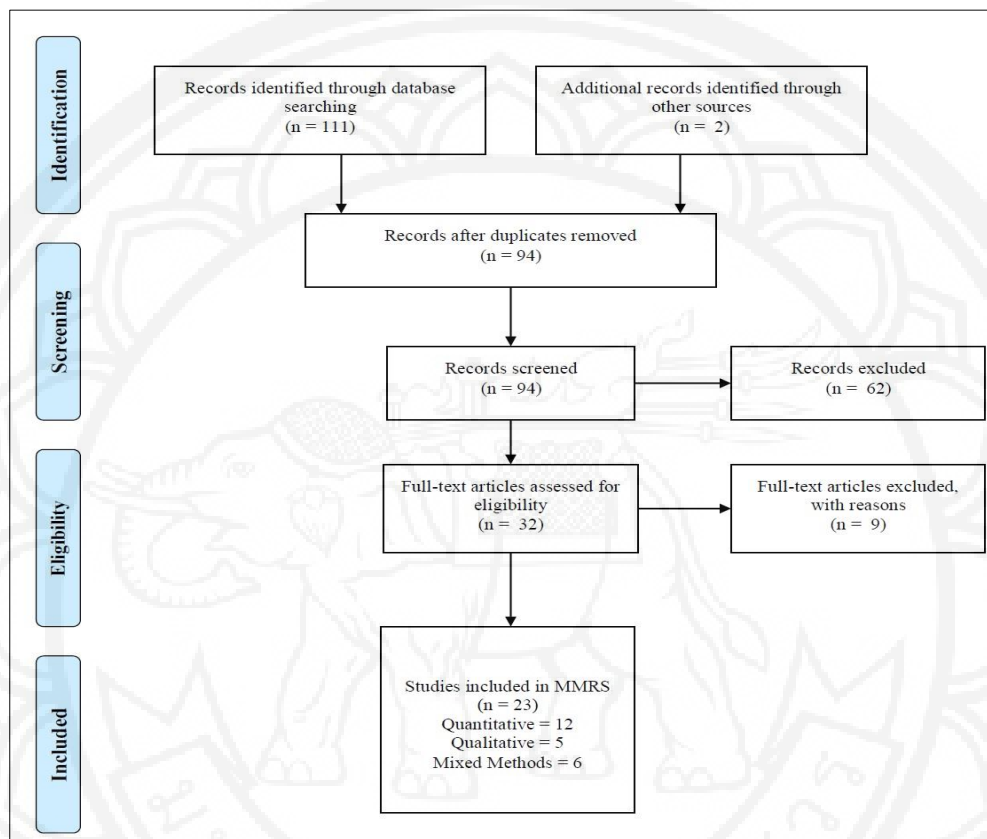 Identification
Records identified through database
searching
(n = 111)
Additional records identified through
other sources
(n = 2)
Records after duplicates removed
(n = 94)
Screening
Records screened
(n = 94)
Records excluded
(n = 62)
Eligibility
Full-text articles assessed for
eligibility
(n = 32)
Full-text articles excluded,
with reasons
(n = 9)
Included
Studies included in MMRS
(n = 23)
Quantitative = 12
Qualitative = 5
Mixed Methods = 6